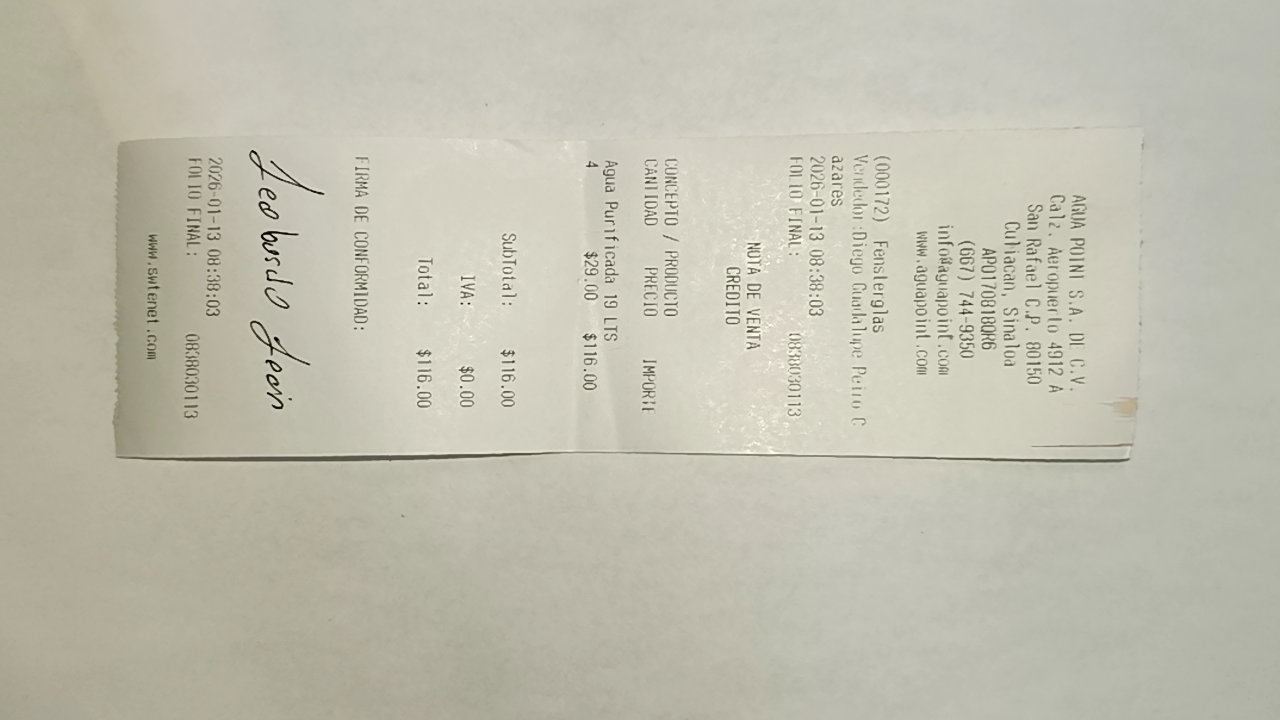 AGUA POINT S.A. DE C.V.
Calz. Aeropuerto 4912 A
San Rafael C.P. 80150
Culiacan, Sinaloa
APO170818QR6
(667) 744-9350
info@aguapoint.com
www.aguapoint.com
(000172) Fensterglas
Vendedor:Diego Guadalupe Peiro C
azares
2026-01-13 08:38:03
FOLIO FINAL: 0838030113
NOTA DE VENTA
CREDITO
CONCEPTO / PRODUCTO
CANTIDAD PRECIO IMPORTE
Agua Purificada 19 LTS
4 $29.00 $116.00
SubTotal: $116.00
IVA: $0.00
Total: $116.00
FIRMA DE CONFORMIDAD:
Leobardo León
2026-01-13 08:38:03
FOLIO FINAL: 0838030113
www.swtenet.com